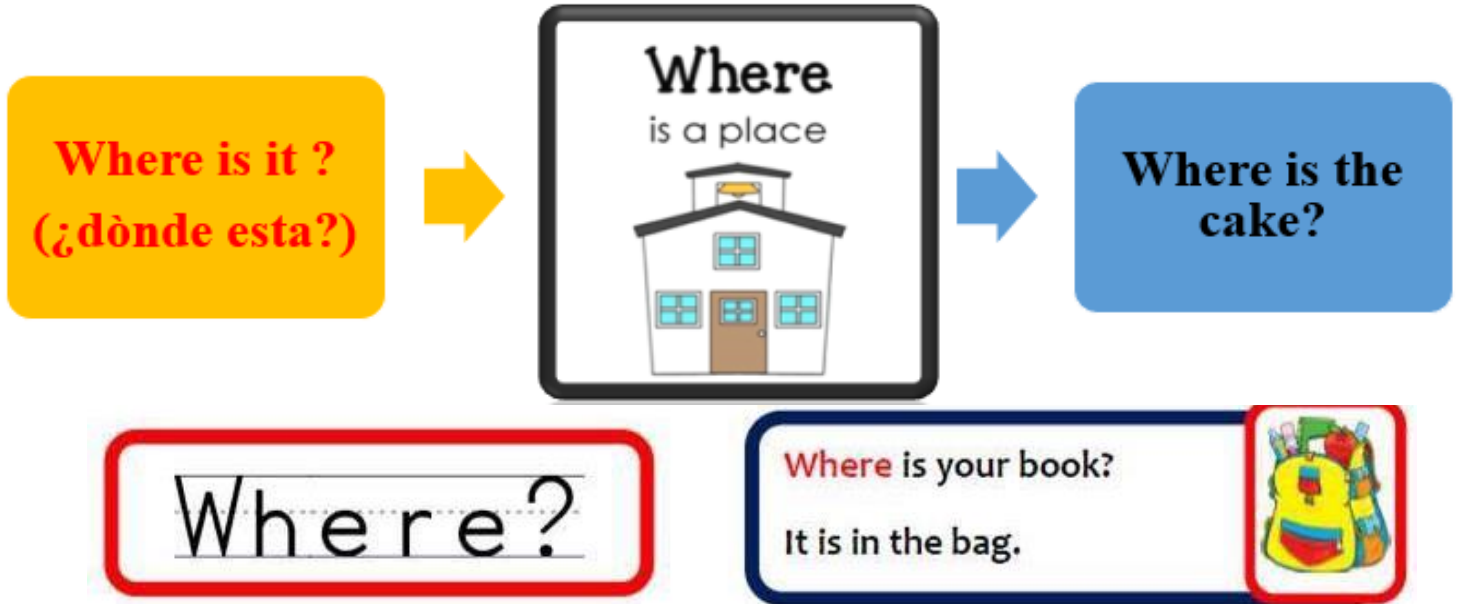 Where is it ?
(¿dònde esta?)
Where
is a place
Where is the
cake?
Where?
Where is your book?
It is in the bag.